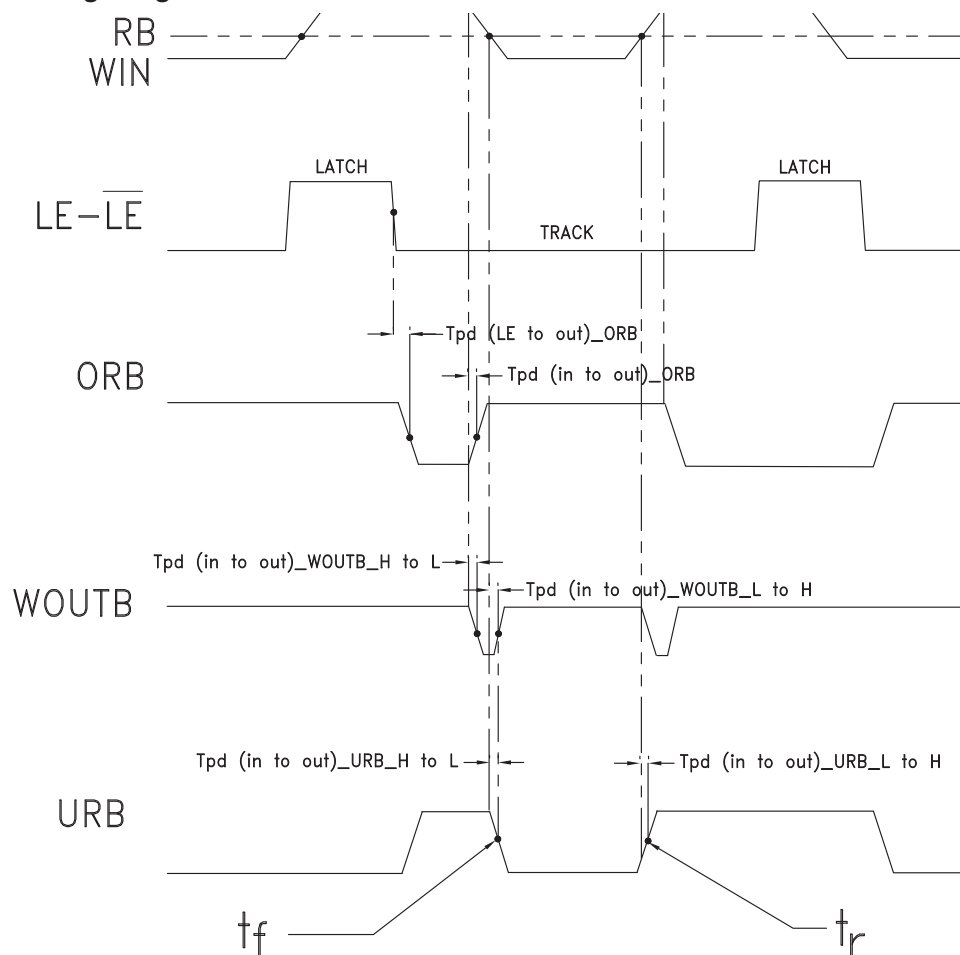 RB
WIN
LATCH
LATCH
LE-L̅E̅
TRACK
Tpd (LE to out)_ORB
ORB
Tpd (in to out)_ORB
Tpd (in to out)_WOUTB_H to L
Tpd (in to out)_WOUTB_L to H
WOUTB
Tpd (in to out)_URB_H to L
Tpd (in to out)_URB_L to H
URB
tf
tr